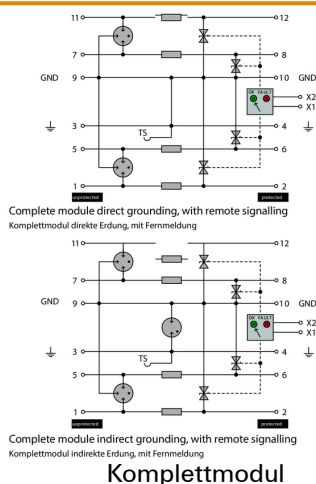 11 12
7 8
GND 9 10 GND
OK FAULT
X2
X1
3 4
TS
5 6
1 2
unprotected protected
Complete module direct grounding, with remote signalling
Komplettmodul direkte Erdung, mit Fernmeldung
11 12
7 8
GND 9 10 GND
OK FAULT
X2
X1
3 4
TS
5 6
1 2
unprotected protected
Complete module indirect grounding, with remote signalling
Komplettmodul indirekte Erdung, mit Fernmeldung
Komplettmodul